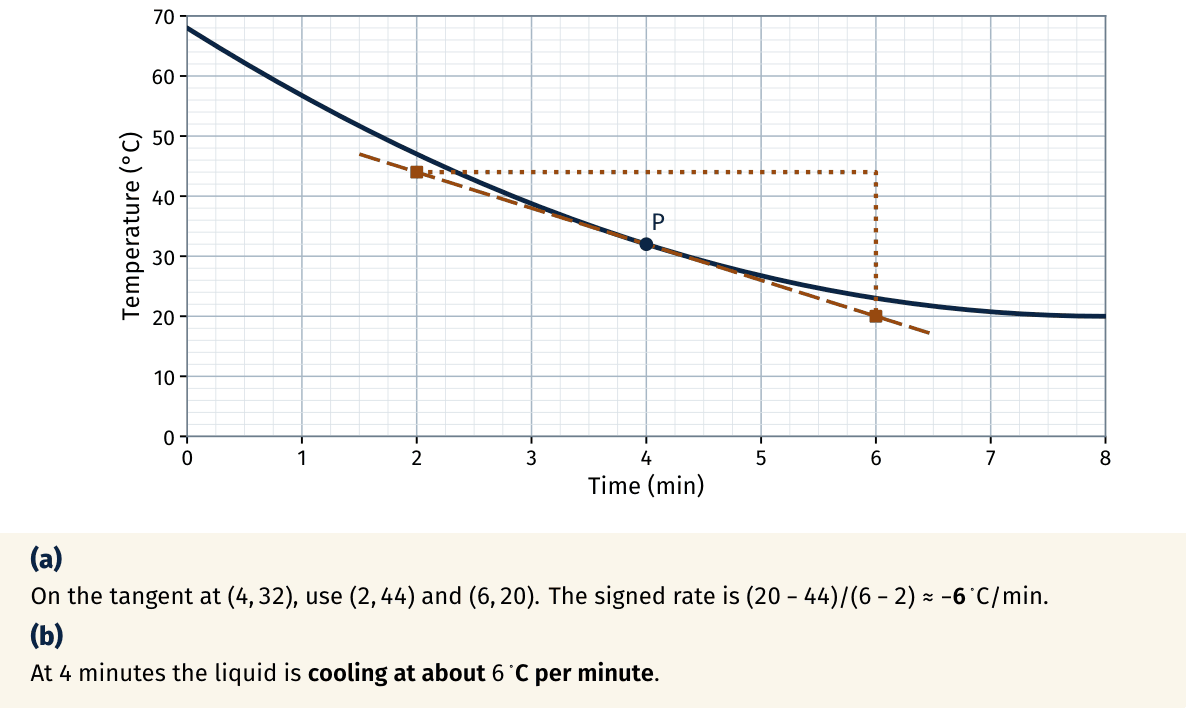 70
60
50
40
30
20
10
0
Temperature (°C)
P
0 1 2 3 4 5 6 7 8
Time (min)
(a)
On the tangent at (4, 32), use (2, 44) and (6, 20). The signed rate is (20 − 44)/(6 − 2) ≈ −6 °C/min.
(b)
At 4 minutes the liquid is cooling at about 6 °C per minute.